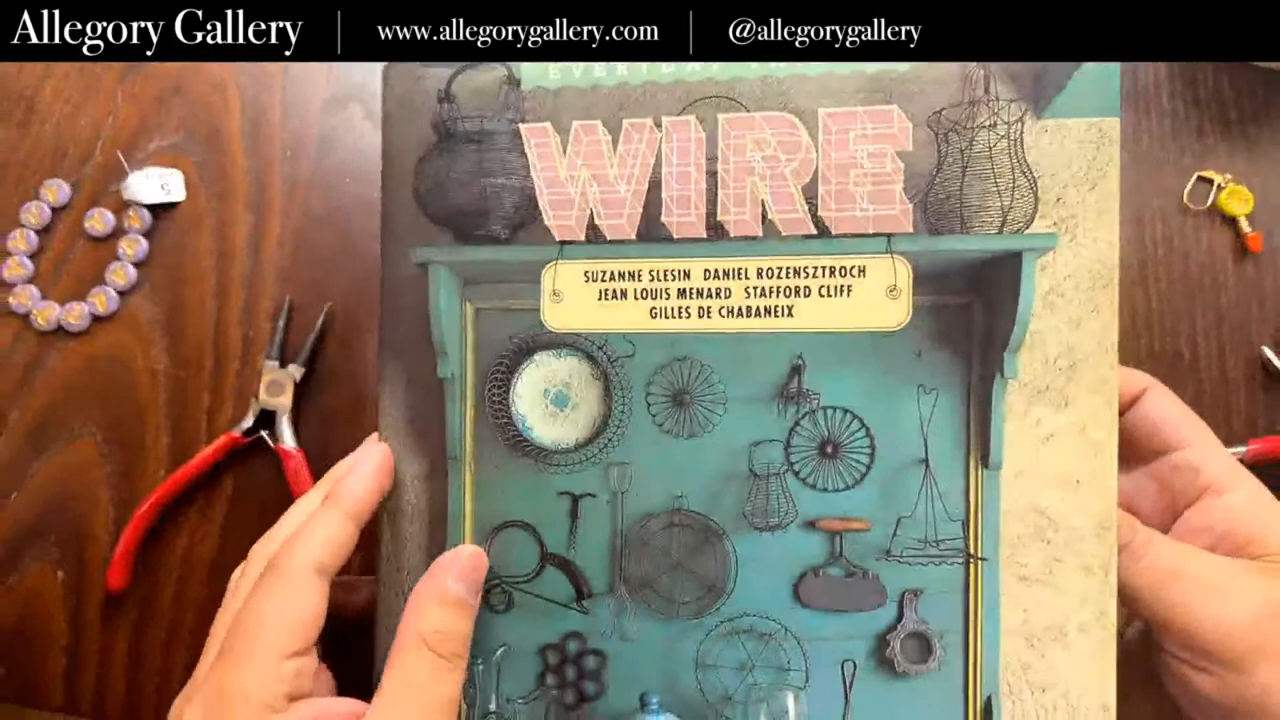 Allegory Gallery
www.allegorygallery.com
@allegorygallery
WIRE
SUZANNE SLESIN DANIEL ROZENSZTROCH
JEAN LOUIS MENARD STAFFORD CLIFF
GILLES DE CHABANEIX
5